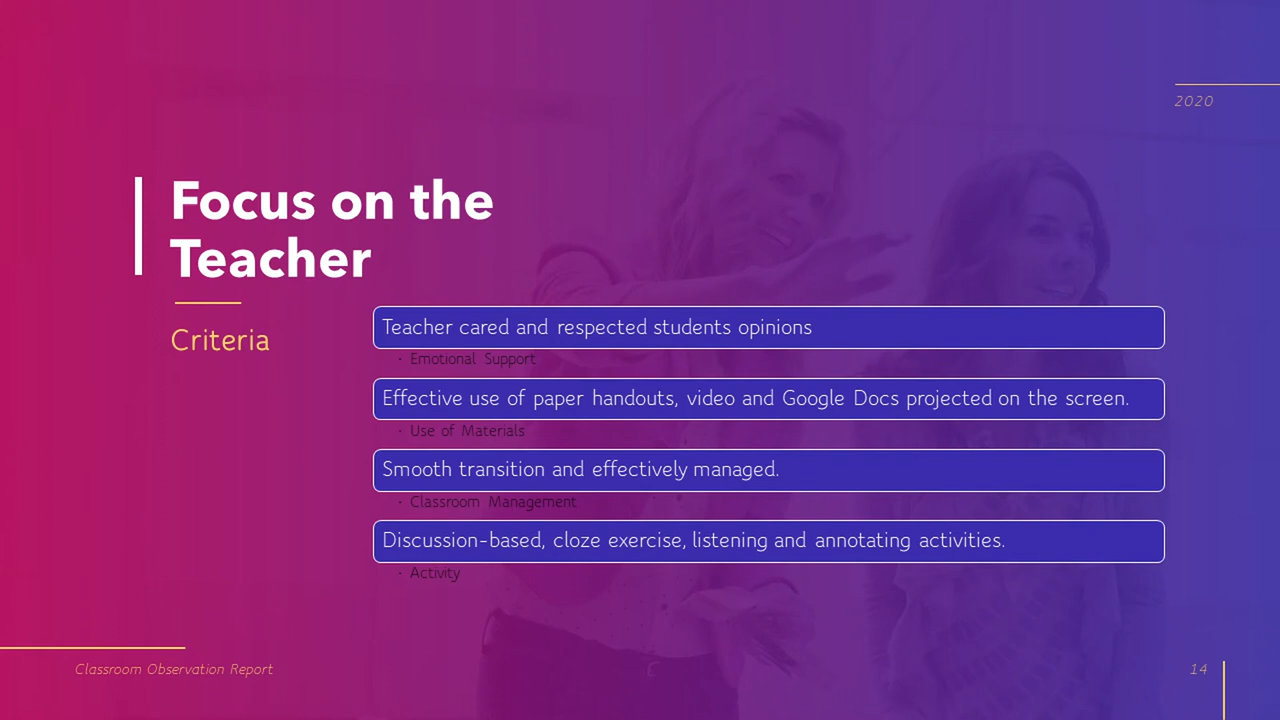 2020
Focus on the
Teacher
Criteria
Teacher cared and respected students opinions
• Emotional Support
Effective use of paper handouts, video and Google Docs projected on the screen.
• Use of Materials
Smooth transition and effectively managed.
• Classroom Management
Discussion-based, cloze exercise, listening and annotating activities.
• Activity
Classroom Observation Report
14